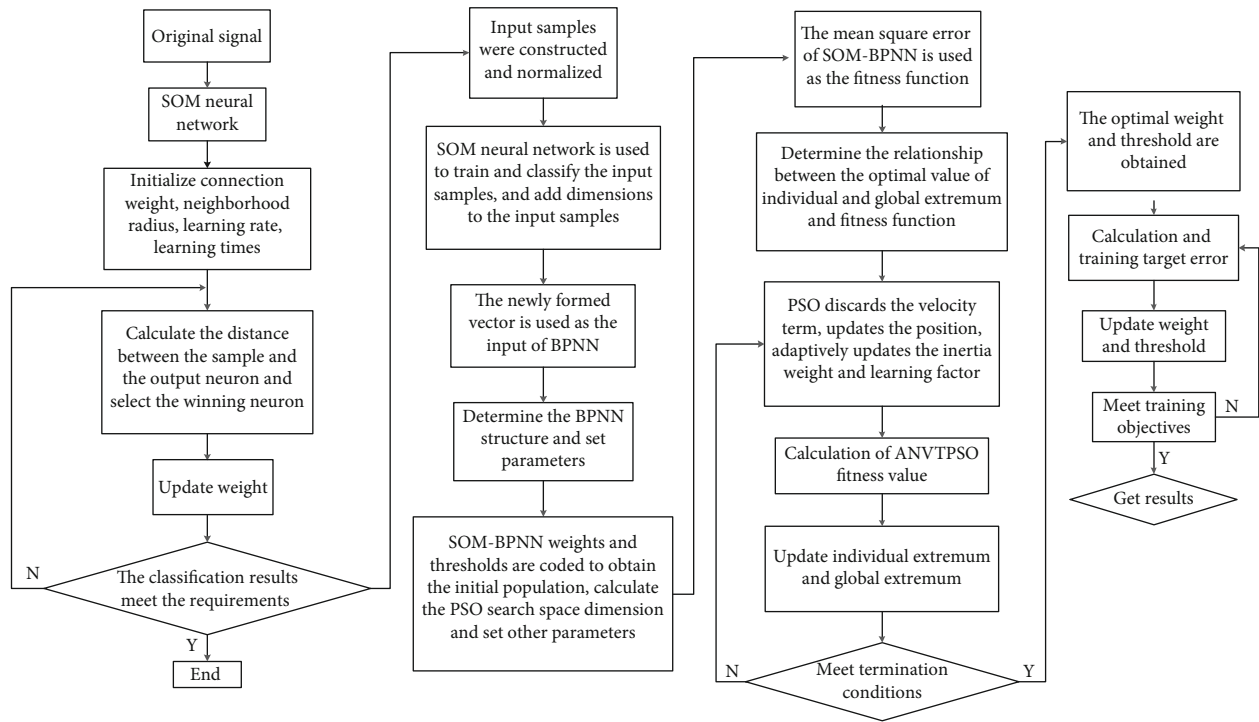 Original signal
SOM neural
network
Initialize connection
weight, neighborhood
radius, learning rate,
learning times
Calculate the distance
between the sample and
the output neuron and
select the winning neuron
Update weight
N
The classification results
meet the requirements
Y
End
Input samples
were constructed
and normalized
SOM neural network is used
to train and classify the input
samples, and add dimensions
to the input samples
The newly formed
vector is used as the
input of BPNN
Determine the BPNN
structure and set
parameters
SOM-BPNN weights and
thresholds are coded to obtain
the initial population, calculate
the PSO search space dimension
and set other parameters
The mean square error
of SOM-BPNN is used
as the fitness function
Determine the relationship
between the optimal value of
individual and global extremum
and fitness function
PSO discards the velocity
term, updates the position,
adaptively updates the inertia
weight and learning factor
Calculation of ANVTPSO
fitness value
Update individual extremum
and global extremum
N
Meet termination
conditions
Y
The optimal weight
and threshold are
obtained
Calculation and
training target error
Update weight
and threshold
Meet training
objectives
N
Y
Get results